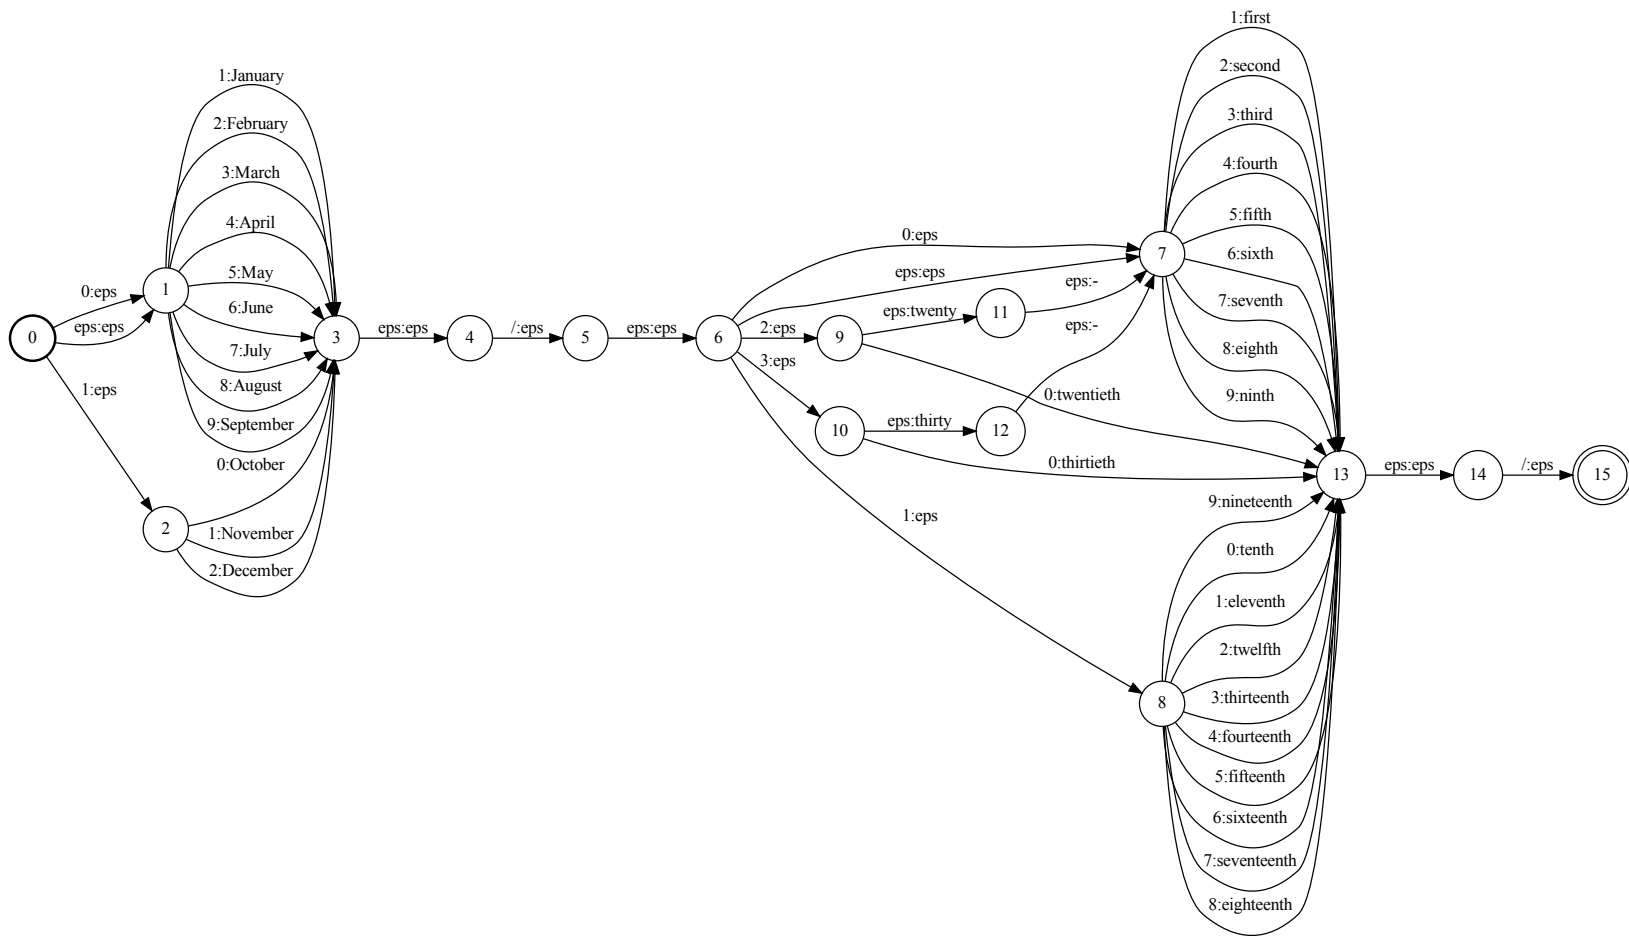 1:first
2:second
3:third
4:fourth
5:fifth
6:sixth
7:seventh
8:eighth
9:ninth
1:January
2:February
3:March
4:April
5:May
6:June
7:July
8:August
9:September
0:October
1:November
2:December
0:eps
eps:eps
1:eps
0
1
2
3
eps:eps
4
/:eps
5
eps:eps
6
0:eps
eps:eps
2:eps
3:eps
1:eps
9
eps:twenty
11
eps:-
eps:-
7
10
eps:thirty
12
0:twentieth
0:thirtieth
8
9:nineteenth
0:tenth
1:eleventh
2:twelfth
3:thirteenth
4:fourteenth
5:fifteenth
6:sixteenth
7:seventeenth
8:eighteenth
13
eps:eps
14
/:eps
15